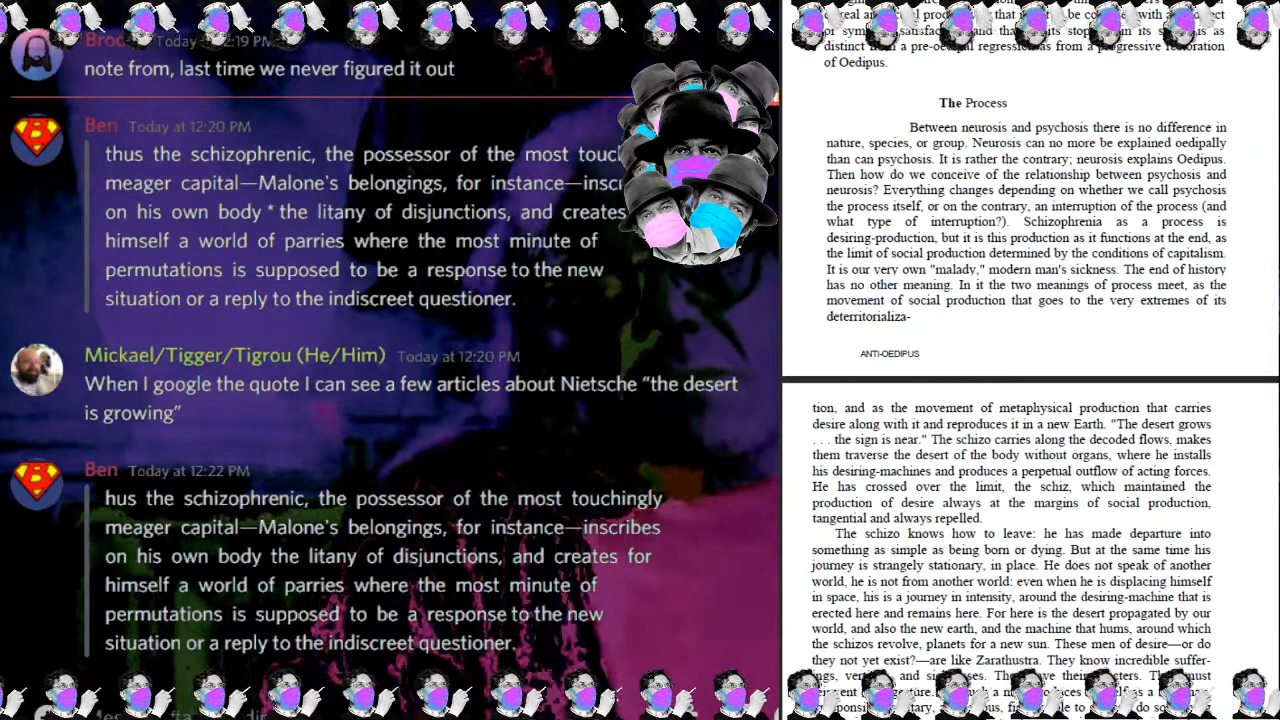 Today 2:19 PM
note from, last time we never figured it out
Ben Today at 12:20 PM
thus the schizophrenic, the possessor of the most
meager capital—Malone's belongings, for instance—
on his own body * the litany of disjunctions, and creates
himself a world of parries where the most minute of
permutations is supposed to be a response to the new
situation or a reply to the indiscreet questioner.
Mickael/Tigger/Tigrou (He/Him) Today at 12:20 PM
When I google the quote I can see a few articles about Nietsche “the desert
is growing”
Ben Today at 12:22 PM
hus the schizophrenic, the possessor of the most touchingly
meager capital—Malone's belongings, for instance—inscribes
on his own body the litany of disjunctions, and creates for
himself a world of parries where the most minute of
permutations is supposed to be a response to the new
situation or a reply to the indiscreet questioner.
distinct a pre-oedipal regression as from a progressive restoration
of Oedipus.
The Process
Between neurosis and psychosis there is no difference in
nature, species, or group. Neurosis can no more be explained oedipally
than can psychosis. It is rather the contrary; neurosis explains Oedipus.
Then how do we conceive of the relationship between psychosis and
neurosis? Everything changes depending on whether we call psychosis
the process itself, or on the contrary, an interruption of the process (and
what type of interruption?). Schizophrenia as a process is
desiring-production, but it is this production as it functions at the end, as
the limit of social production determined by the conditions of capitalism.
It is our very own "malady," modern man's sickness. The end of history
has no other meaning. In it the two meanings of process meet, as the
movement of social production that goes to the very extremes of its
deterritorializa-
ANTI-OEDIPUS
tion, and as the movement of metaphysical production that carries
desire along with it and reproduces it in a new Earth. "The desert grows
. . . the sign is near." The schizo carries along the decoded flows, makes
them traverse the desert of the body without organs, where he installs
his desiring-machines and produces a perpetual outflow of acting forces.
He has crossed over the limit, the schiz, which maintained the
production of desire always at the margins of social production,
tangential and always repelled.
The schizo knows how to leave: he has made departure into
something as simple as being born or dying. But at the same time his
journey is strangely stationary, in place. He does not speak of another
world, he is not from another world: even when he is displacing himself
in space, his is a journey in intensity, around the desiring-machine that is
erected here and remains here. For here is the desert propagated by our
world, and also the new earth, and the machine that hums, around which
the schizos revolve, planets for a new sun. These men of desire—or do
they not yet exist?—are like Zarathustra. They know incredible suffer-